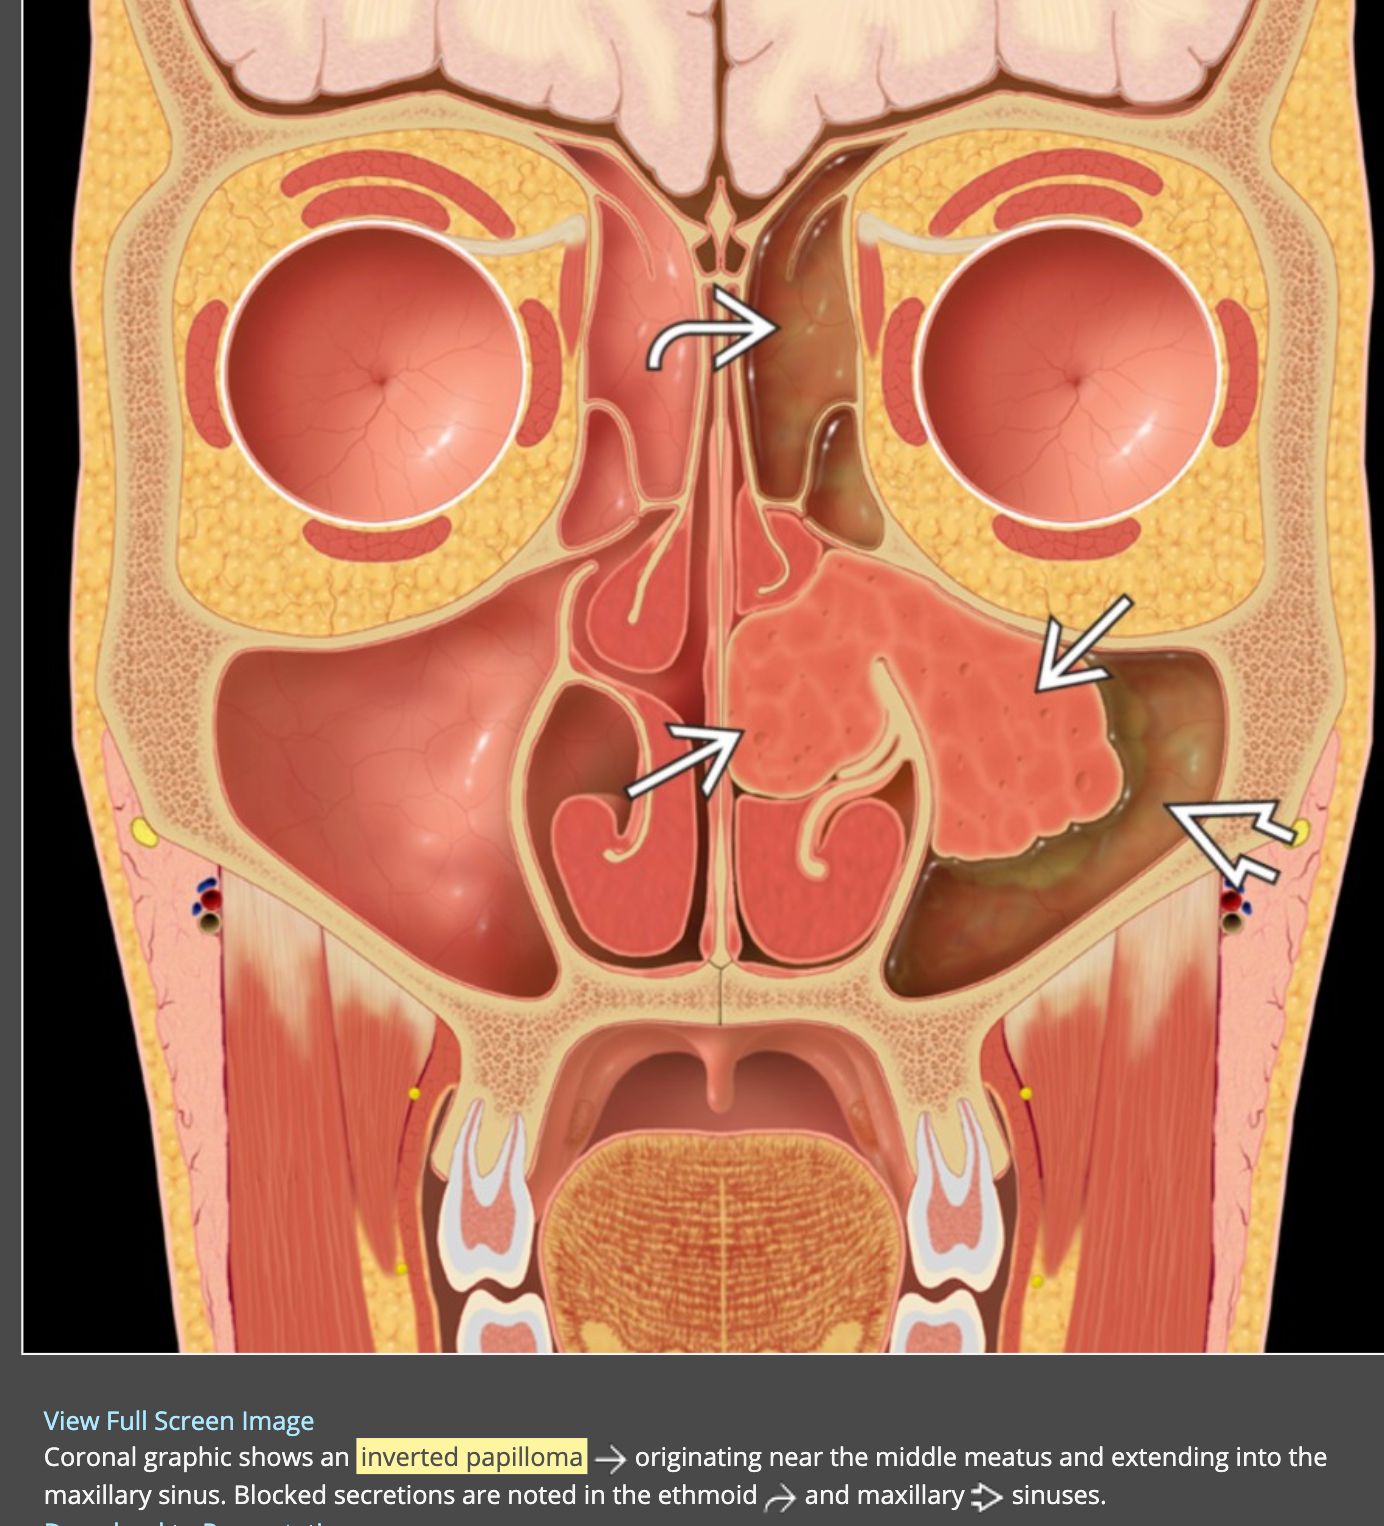 View Full Screen Image
Coronal graphic shows an inverted papilloma → originating near the middle meatus and extending into the
maxillary sinus. Blocked secretions are noted in the ethmoid and maxillary sinuses.